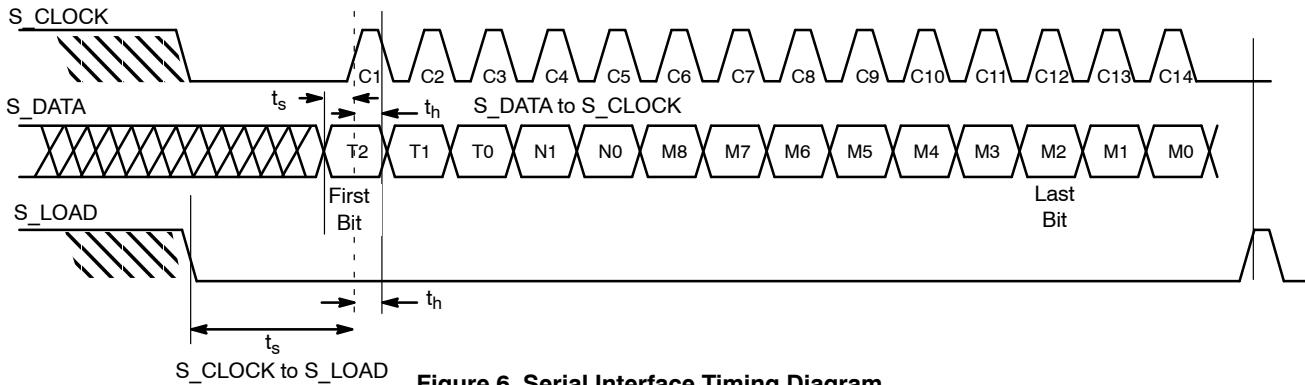 S_CLOCK
C1 C2 C3 C4 C5 C6 C7 C8 C9 C10 C11 C12 C13 C14
ts
S_DATA
th
S_DATA to S_CLOCK
T2 T1 T0 N1 N0 M8 M7 M6 M5 M4 M3 M2 M1 M0
First
Bit
Last
Bit
S_LOAD
th
ts
S_CLOCK to S_LOAD
Figure 6. Serial Interface Timing Diagram